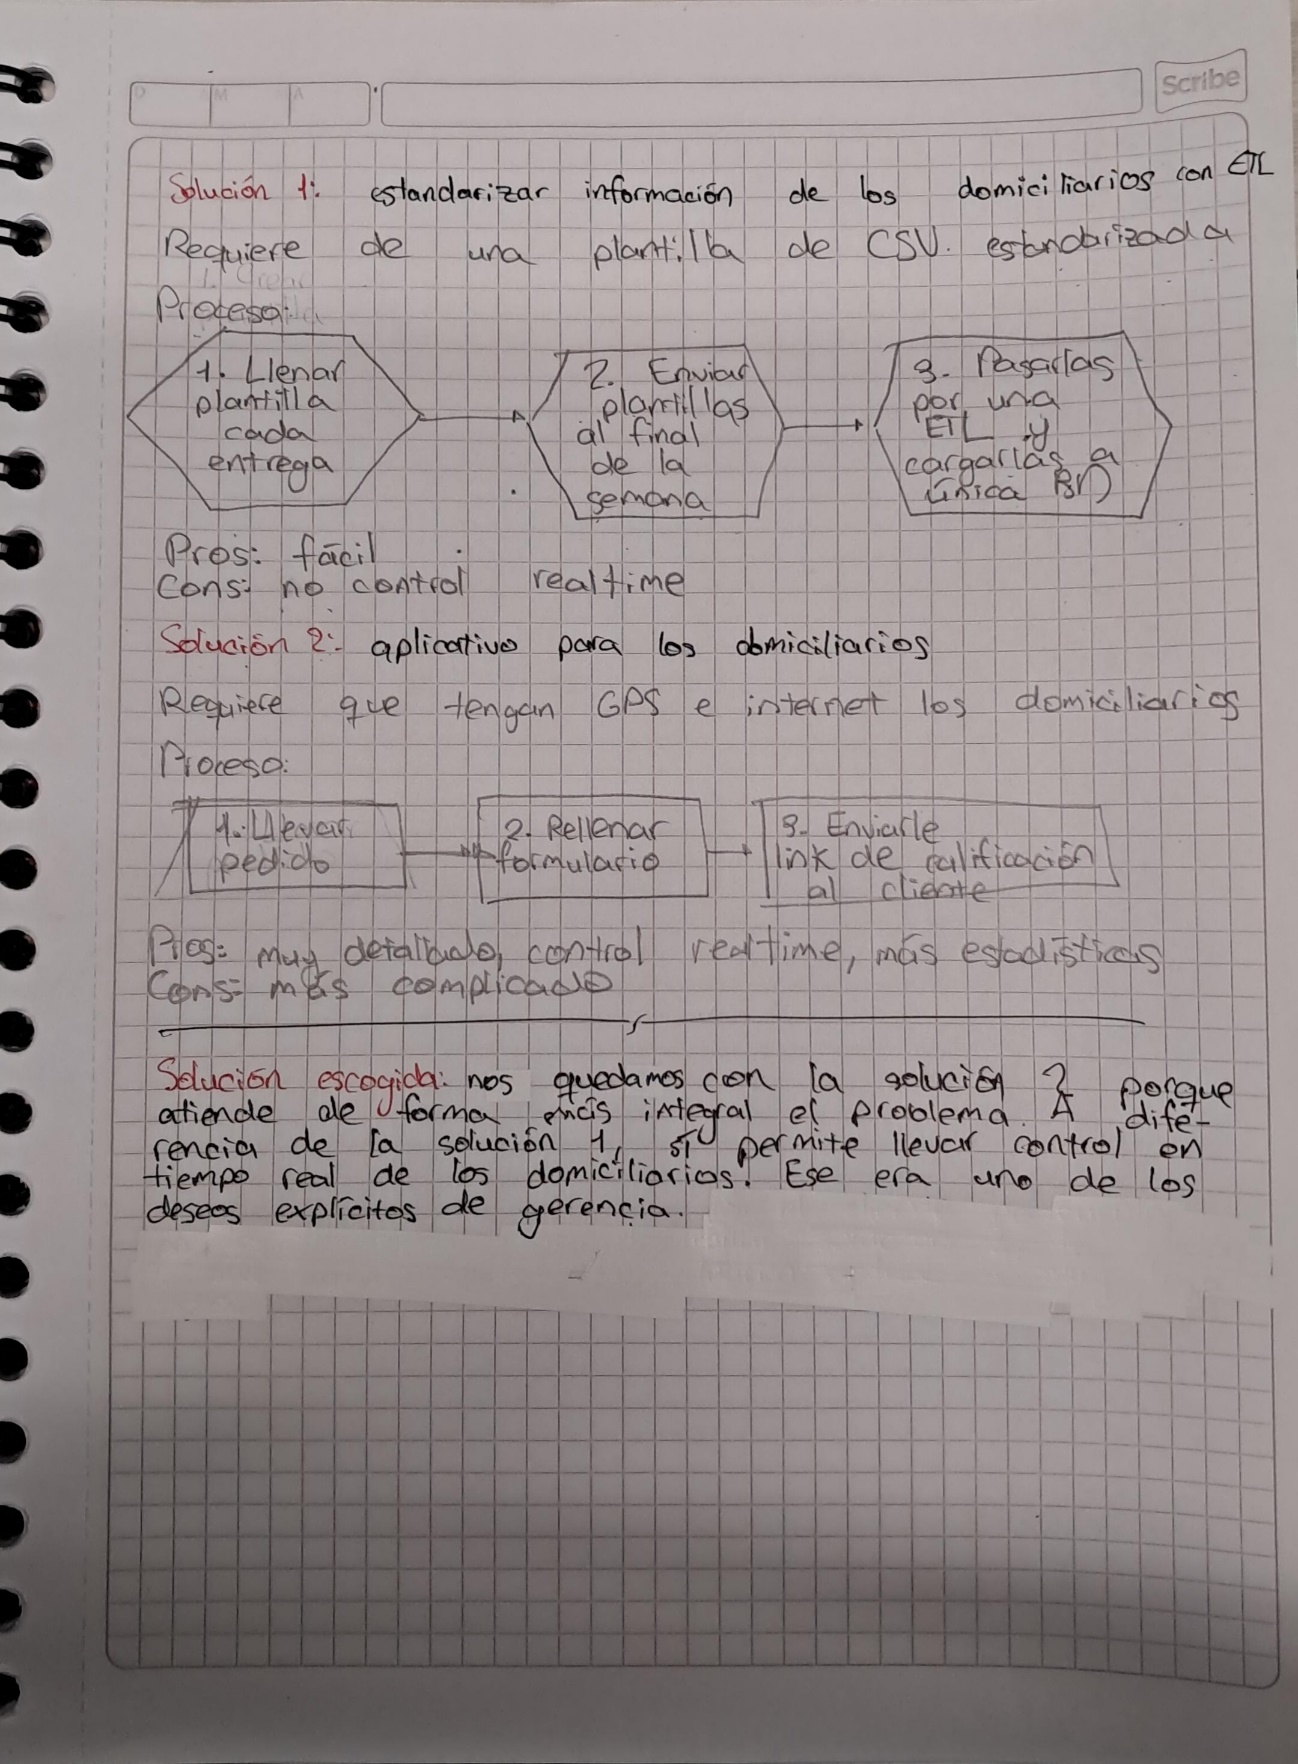 D M A
Scribe
Solución 1: estandarizar información de los domiciliarios con ETL
Requiere de una plantilla de CSV. estandarizada
Proceso:
1. Llenar
plantilla
cada
entrega
2. Enviar
plantillas
al final
de la
semana
3. Pasarlas
por una
ETL y
cargarlas a
única BD
Pros: fácil
Cons: no control realtime
Solución 2: aplicativo para los domiciliarios
Requiere que tengan GPS e internet los domiciliarios
Proceso:
1. Llevar
pedido
2. Rellenar
formulario
3. Enviarle
link de calificación
al cliente
Pros: muy detallado, control realtime, más estadísticas
Cons: más complicado
Solución escogida: nos quedamos con la solución 2 porque
atiende de forma más integral el problema. A dife-
rencia de la solución 1, sí permite llevar control en
tiempo real de los domiciliarios. Ese era uno de los
deseos explícitos de gerencia.